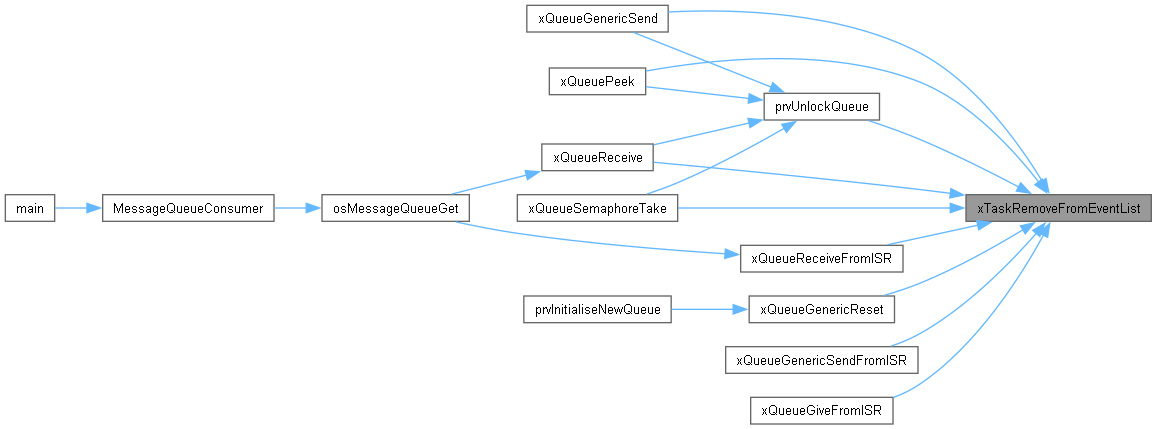 xQueueGenericSend
xQueuePeek
prvUnlockQueue
xQueueReceive
main
MessageQueueConsumer
osMessageQueueGet
xQueueSemaphoreTake
xTaskRemoveFromEventList
xQueueReceiveFromISR
prvInitialiseNewQueue
xQueueGenericReset
xQueueGenericSendFromISR
xQueueGiveFromISR